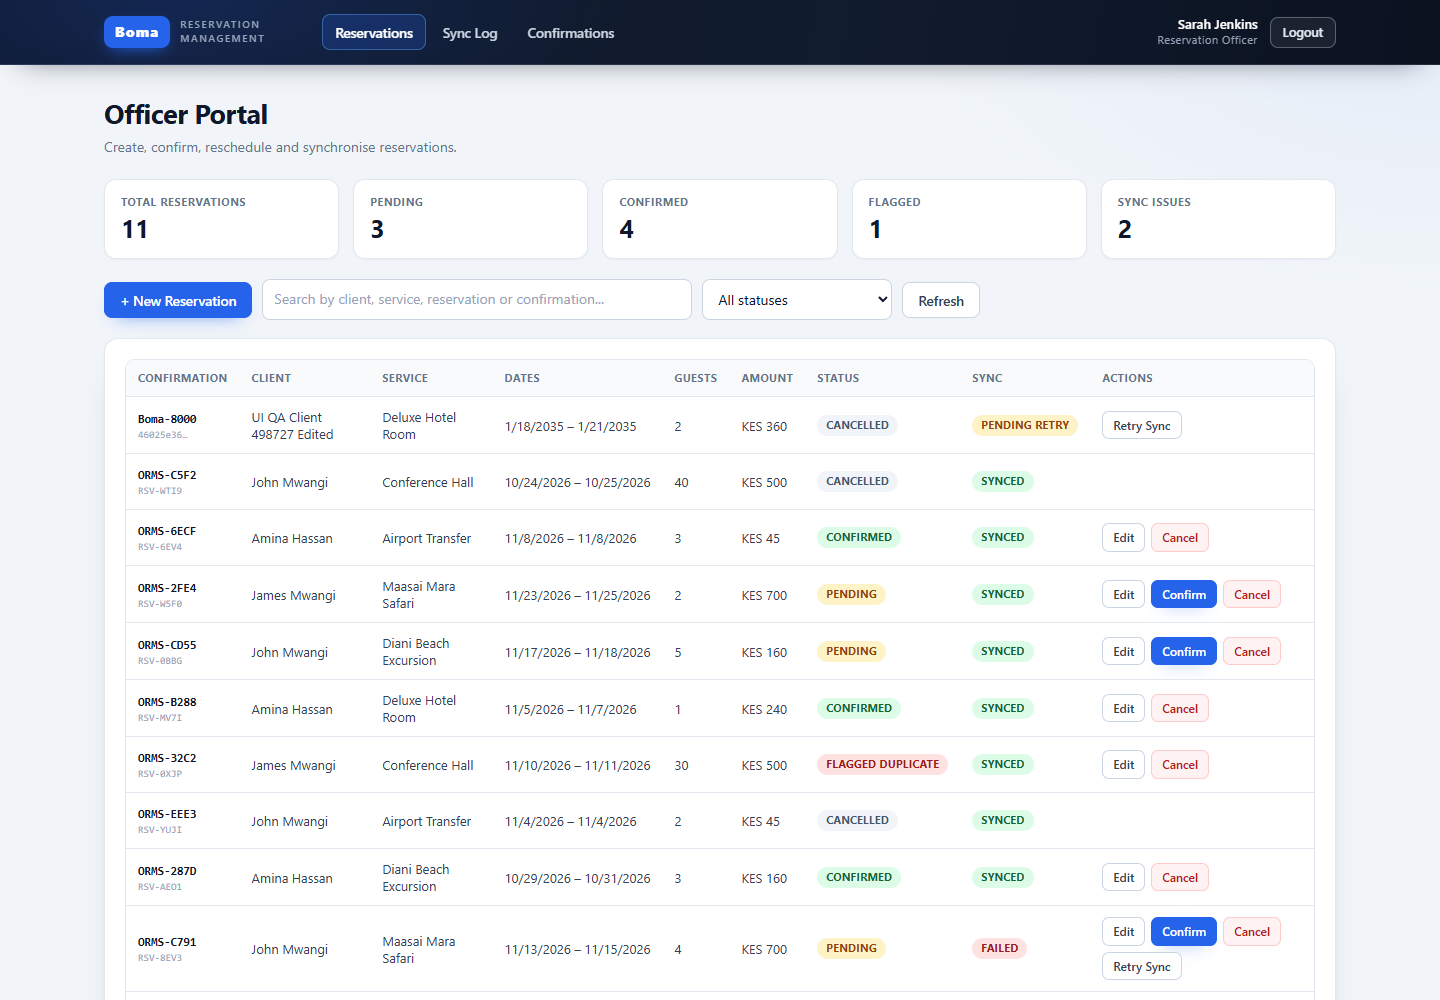 Boma
RESERVATION
MANAGEMENT
Reservations
Sync Log
Confirmations
Sarah Jenkins
Reservation Officer
Logout
Officer Portal
Create, confirm, reschedule and synchronise reservations.
TOTAL RESERVATIONS
11
PENDING
3
CONFIRMED
4
FLAGGED
1
SYNC ISSUES
2
+ New Reservation
Search by client, service, reservation or confirmation...
All statuses
Refresh
CONFIRMATION CLIENT SERVICE DATES GUESTS AMOUNT STATUS SYNC ACTIONS
Boma-8000
46025e36…
UI QA Client
498727 Edited
Deluxe Hotel
Room
1/18/2035 – 1/21/2035 2 KES 360 CANCELLED PENDING RETRY Retry Sync
ORMS-C5F2
RSV-WTI9
John Mwangi Conference Hall 10/24/2026 – 10/25/2026 40 KES 500 CANCELLED SYNCED
ORMS-6ECF
RSV-6EV4
Amina Hassan Airport Transfer 11/8/2026 – 11/8/2026 3 KES 45 CONFIRMED SYNCED Edit Cancel
ORMS-2FE4
RSV-W5F0
James Mwangi
Maasai Mara
Safari
11/23/2026 – 11/25/2026 2 KES 700 PENDING SYNCED Edit Confirm Cancel
ORMS-CD55
RSV-0BBG
John Mwangi
Diani Beach
Excursion
11/17/2026 – 11/18/2026 5 KES 160 PENDING SYNCED Edit Confirm Cancel
ORMS-B288
RSV-MV7I
Amina Hassan
Deluxe Hotel
Room
11/5/2026 – 11/7/2026 1 KES 240 CONFIRMED SYNCED Edit Cancel
ORMS-32C2
RSV-0XJP
James Mwangi Conference Hall 11/10/2026 – 11/11/2026 30 KES 500 FLAGGED DUPLICATE SYNCED Edit Cancel
ORMS-EEE3
RSV-YUJI
John Mwangi Airport Transfer 11/4/2026 – 11/4/2026 2 KES 45 CANCELLED SYNCED
ORMS-287D
RSV-AEO1
Amina Hassan
Diani Beach
Excursion
10/29/2026 – 10/31/2026 3 KES 160 CONFIRMED SYNCED Edit Cancel
ORMS-C791
RSV-8EV3
John Mwangi
Maasai Mara
Safari
11/13/2026 – 11/15/2026 4 KES 700 PENDING FAILED Edit Confirm Cancel
Retry Sync